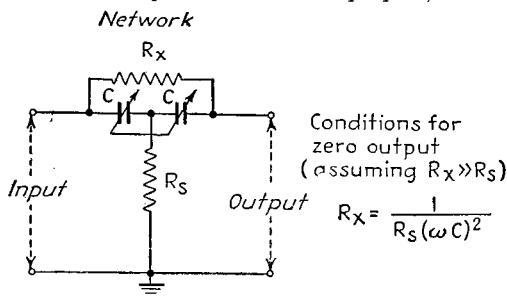 Network
Rx
C C
Conditions for
zero output
(assuming Rx≫Rs)
Input
Rs
Output
Rx = 1/(Rs(ωC)²)